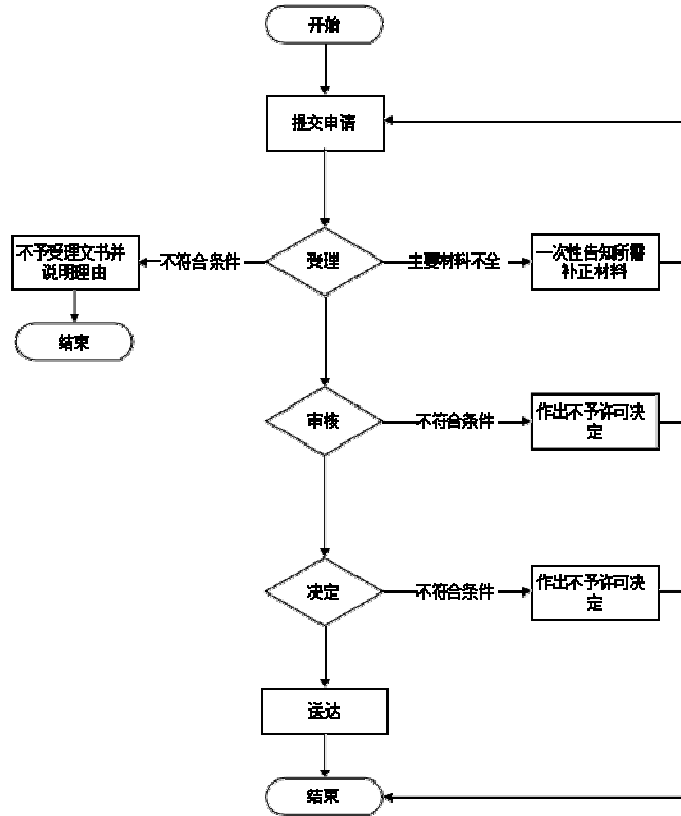 开始
提交申请
不予受理文书并
说明理由
不符合条件
受理
主要材料不全
一次性告知所需
补正材料
结束
审核
不符合条件
作出不予许可决
定
决定
不符合条件
作出不予许可决
定
送达
结束